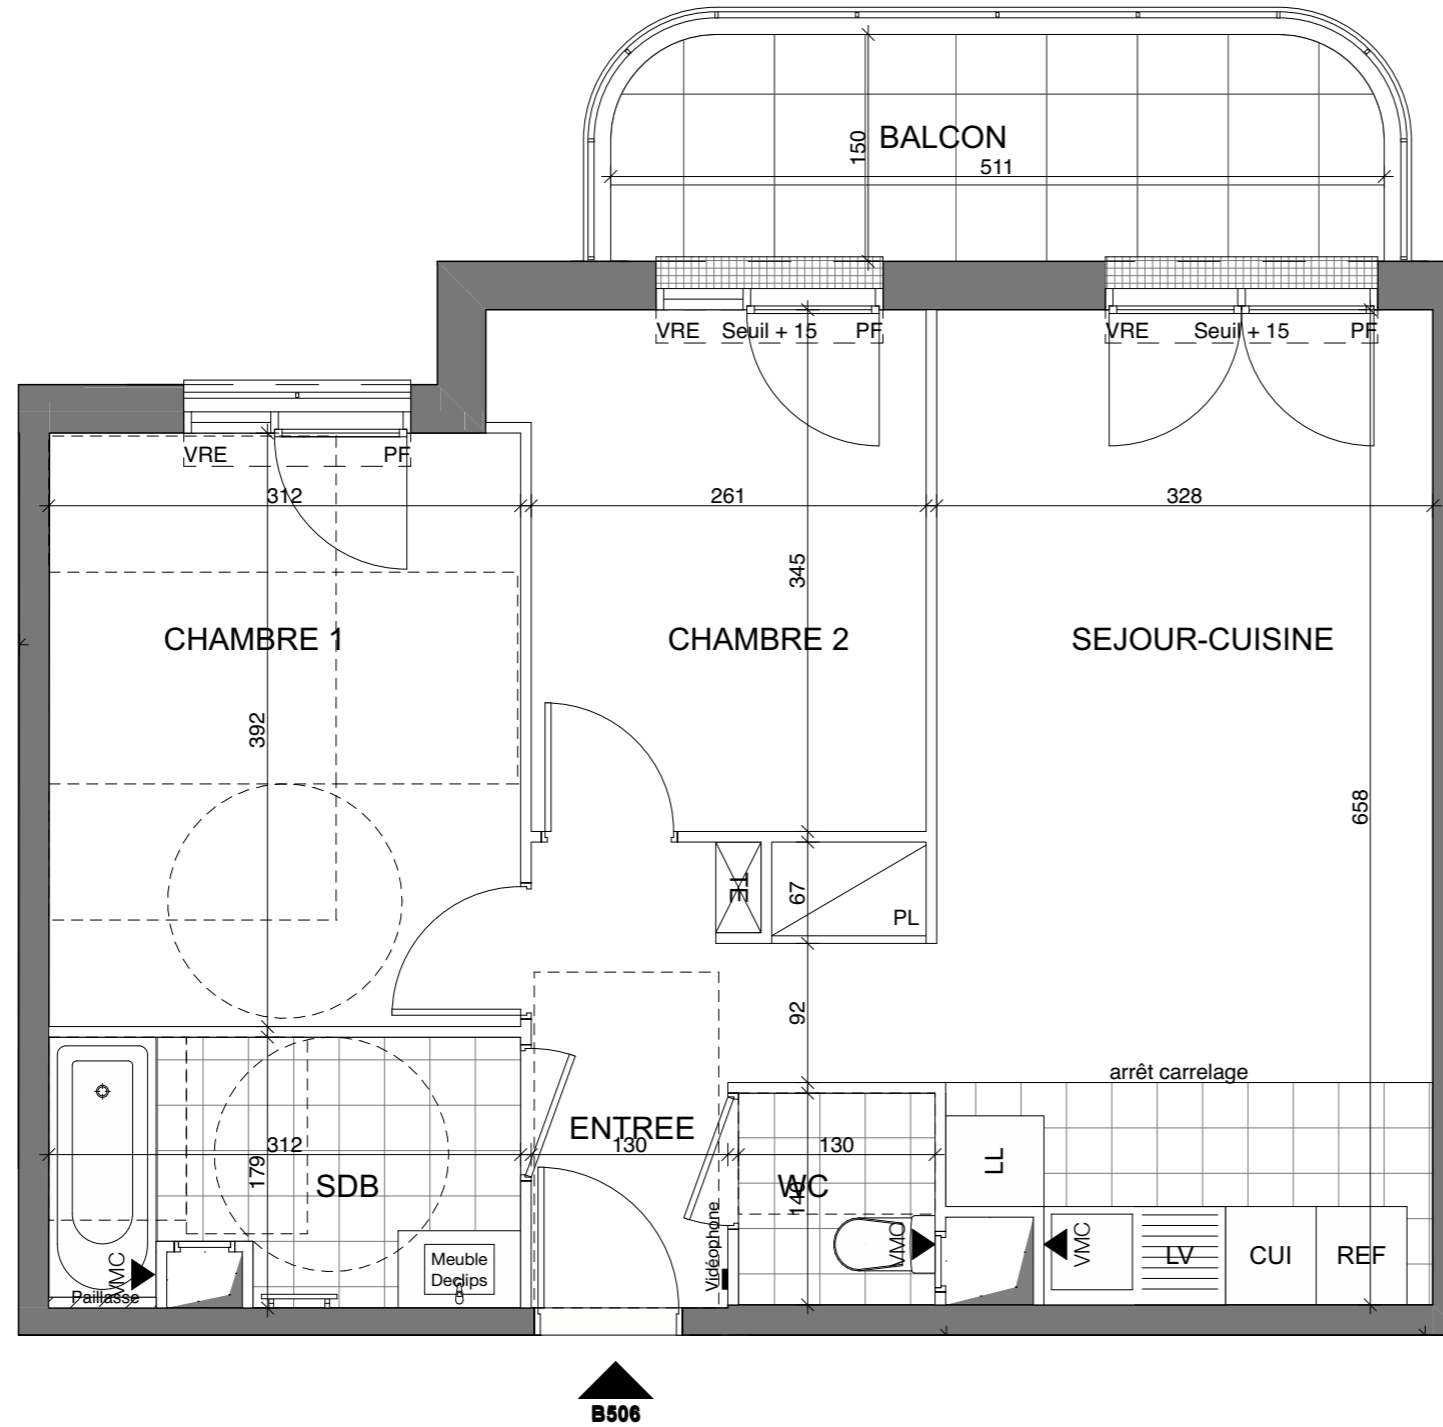 BALCON
150
511
VRE Seuil + 15 PF
VRE Seuil + 15 PF
VRE PF
312
261
328
345
CHAMBRE 1
CHAMBRE 2
SEJOUR-CUISINE
392
658
TE
67
PL
92
arrêt carrelage
ENTREE
312
130
130
179
SDB
WC
140
LL
Vidéophone
VMC
VMC
VMC
Meuble
Declips
LV
CUI
REF
Paillasse
B506